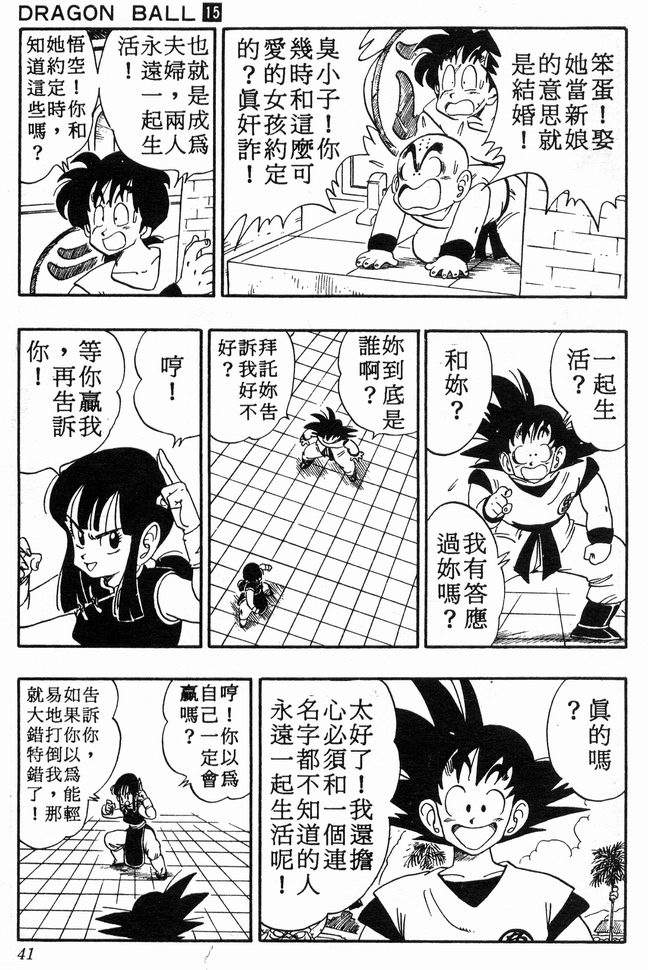 DRAGON BALL 15
笨蛋！娶
她當新娘
的意思就
是結婚！
臭小子！你
幾時和這麼可
愛的女孩約定
的？真奸詐！
也就是成爲
夫婦，兩人
永遠一起生
活！
悟空！你和
她約定時，
知道這些嗎？
一起生
活？
和妳？
我有答應
過妳嗎？
妳到底是
誰啊？
拜託妳告
訴我好不
好？
哼！
等你贏我
，再告訴
你！
眞的嗎
？
太好了！我還擔
心必須和一個連
名字都不知道的人
永遠一起生活呢！
哼！你以爲
自己一定會
贏嗎？
告訴你，
如果你以爲能輕
易地打倒我，那
就大錯特錯了！
41